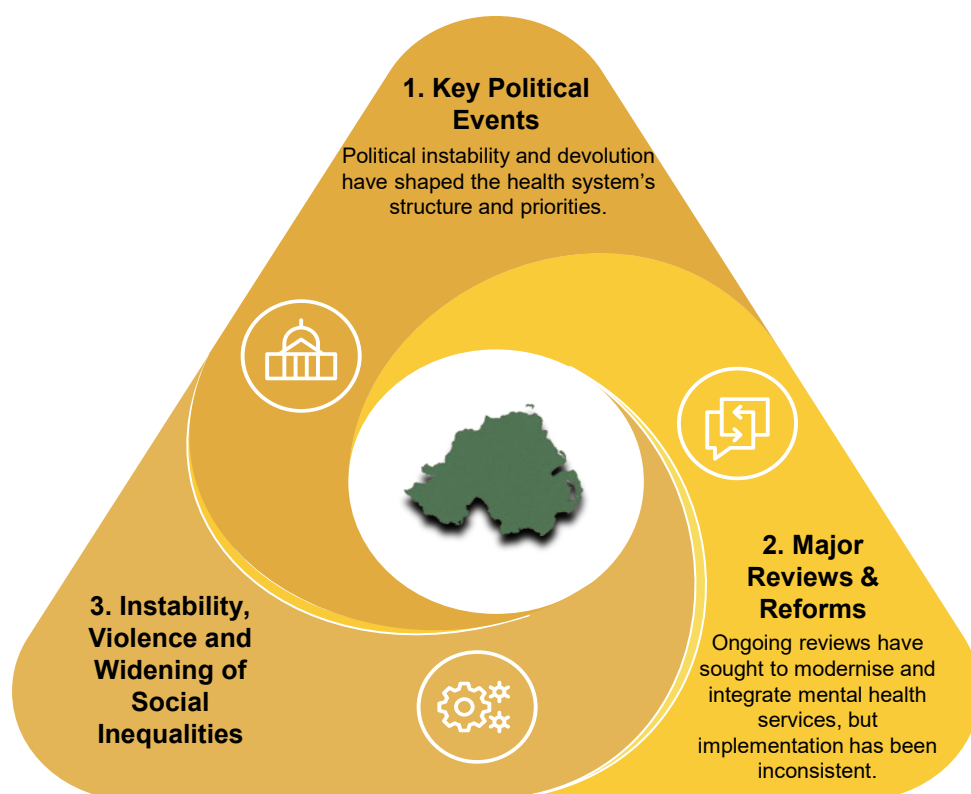 1. Key Political
Events
Political instability and devolution
have shaped the health system’s
structure and priorities.
2. Major
Reviews &
Reforms
Ongoing reviews have
sought to modernise and
integrate mental health
services, but
implementation has been
inconsistent.
3. Instability,
Violence and
Widening of
Social
Inequalities